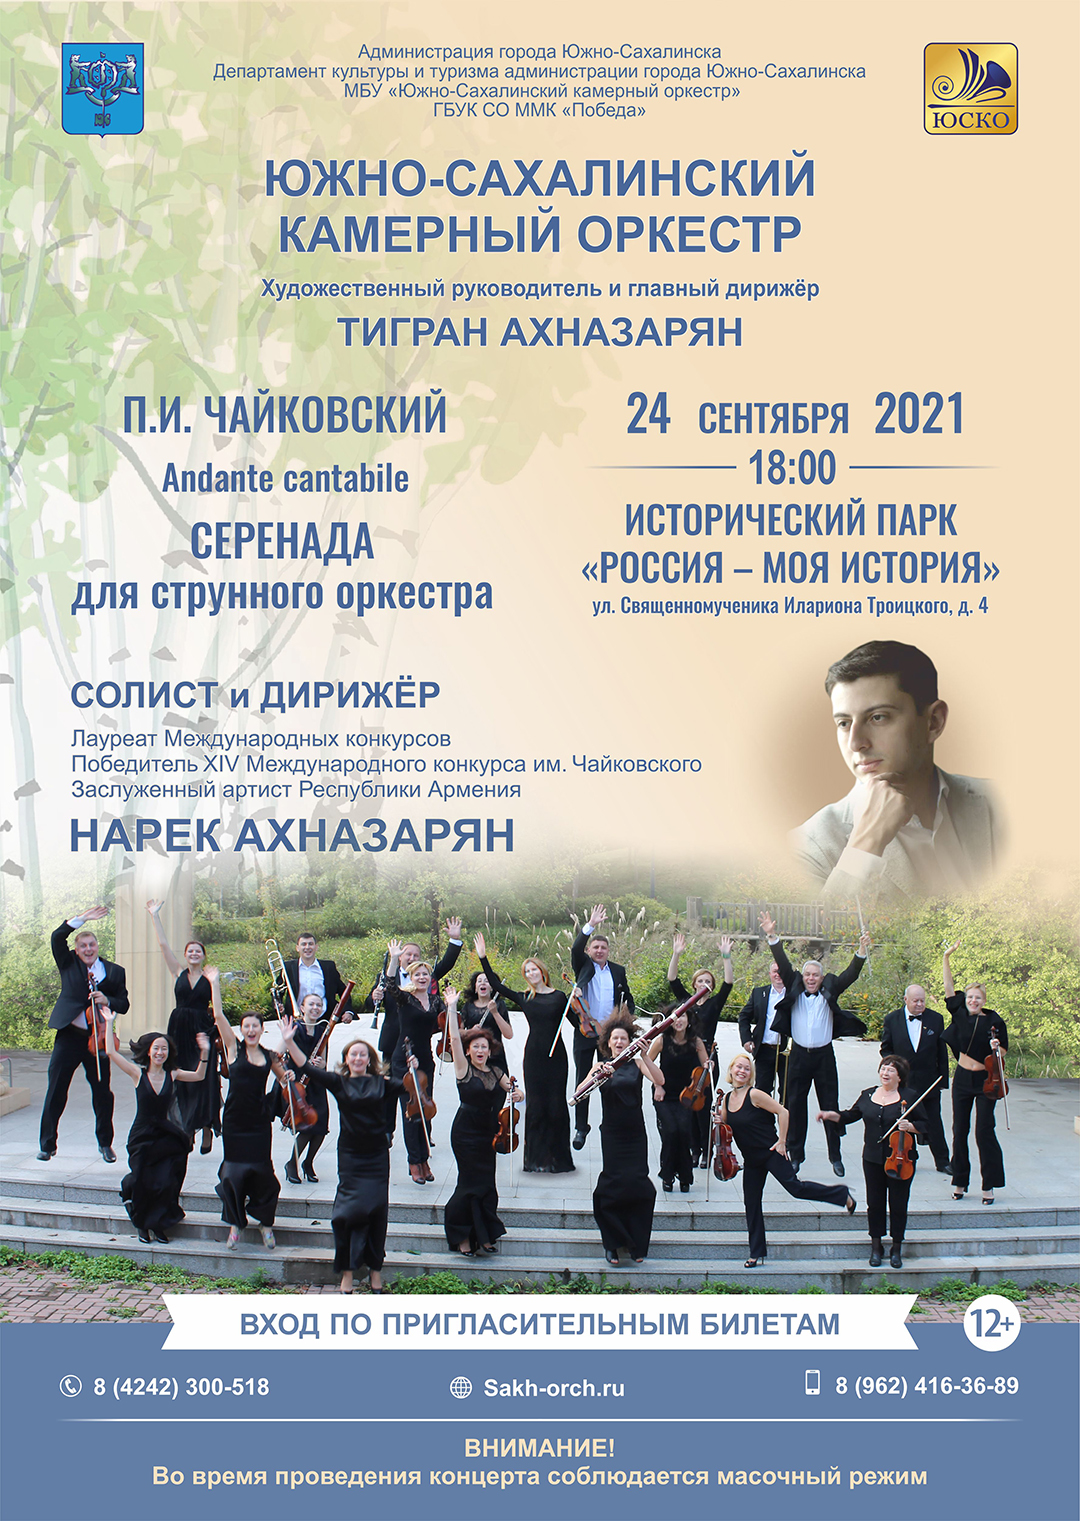 Администрация города Южно-Сахалинска
Департамент культуры и туризма администрации города Южно-Сахалинска
МБУ «Южно-Сахалинский камерный оркестр»
ГБУК СО ММК «Победа»
ЮСКО
ЮЖНО-САХАЛИНСКИЙ
КАМЕРНЫЙ ОРКЕСТР
Художественный руководитель и главный дирижёр
ТИГРАН АХНАЗАРЯН
П.И. ЧАЙКОВСКИЙ
Andante cantabile
СЕРЕНАДА
для струнного оркестра
24 СЕНТЯБРЯ 2021
18:00
ИСТОРИЧЕСКИЙ ПАРК
«РОССИЯ – МОЯ ИСТОРИЯ»
ул. Священномученика Илариона Троицкого, д. 4
СОЛИСТ и ДИРИЖЁР
Лауреат Международных конкурсов
Победитель XIV Международного конкурса им. Чайковского
Заслуженный артист Республики Армения
НАРЕК АХНАЗАРЯН
ВХОД ПО ПРИГЛАСИТЕЛЬНЫМ БИЛЕТАМ
12+
8 (4242) 300-518
Sakh-orch.ru
8 (962) 416-36-89
ВНИМАНИЕ!
Во время проведения концерта соблюдается масочный режим